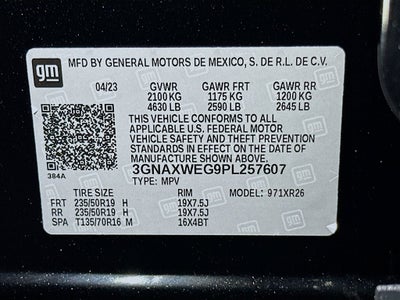 gm
MFD BY GENERAL MOTORS DE MEXICO, S. DE R.L. DE C.V.
04/23 GVWR GAWR FRT GAWR RR
2100 KG 1175 KG 1200 KG
4630 LB 2590 LB 2645 LB
THIS VEHICLE CONFORMS TO ALL
APPLICABLE U.S. FEDERAL MOTOR
VEHICLE SAFETY AND THEFT PREVENTION
STANDARDS IN EFFECT ON THE DATE OF
MANUFACTURE SHOWN ABOVE.
384A
3GNAXWEG9PL257607
TYPE: MPV
TIRE SIZE RIM MODEL: 971XR26
FRT 235/50R19 H 19X7.5J
RR 235/50R19 H 19X7.5J
SPA T135/70R16 M 16X4BT